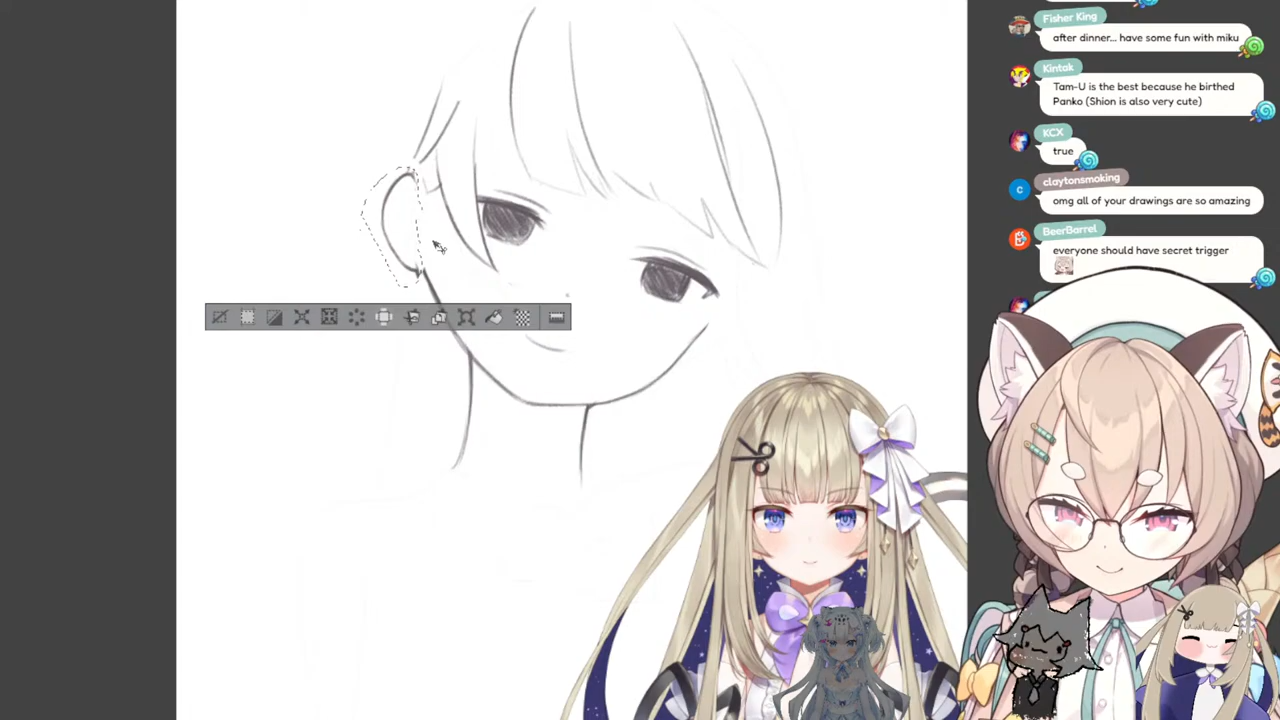 Fisher King
after dinner... have some fun with miku
Kintak
Tam-U is the best because he birthed
Panko (Shion is also very cute)
KCX
true
C
claytonsmoking
omg all of your drawings are so amazing
BeerBarrel
everyone should have secret trigger